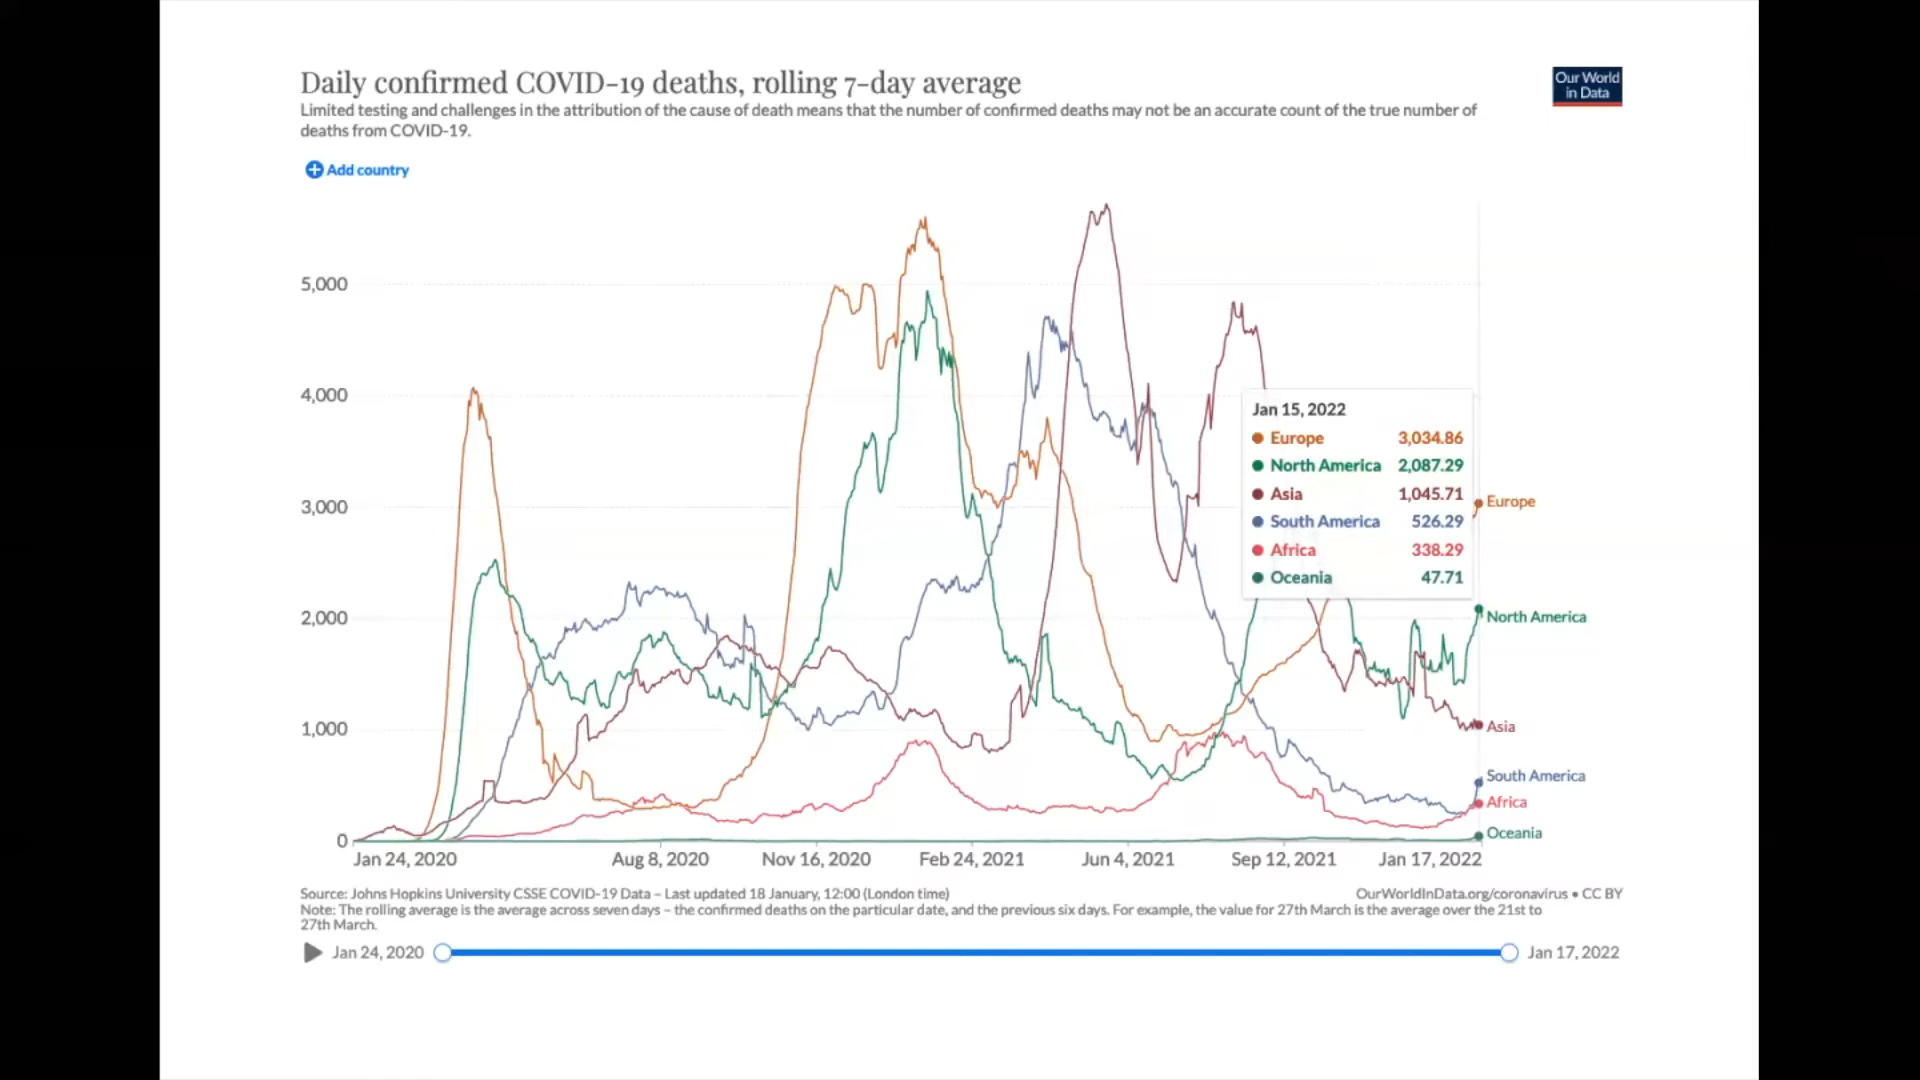 Daily confirmed COVID-19 deaths, rolling 7-day average
Our World
in Data
Limited testing and challenges in the attribution of the cause of death means that the number of confirmed deaths may not be an accurate count of the true number of
deaths from COVID-19.
Add country
5,000
4,000
3,000
2,000
1,000
0
Jan 15, 2022
Europe 3,034.86
North America 2,087.29
Asia 1,045.71
South America 526.29
Africa 338.29
Oceania 47.71
Europe
North America
Asia
South America
Africa
Oceania
Jan 24, 2020 Aug 8, 2020 Nov 16, 2020 Feb 24, 2021 Jun 4, 2021 Sep 12, 2021 Jan 17, 2022
Source: Johns Hopkins University CSSE COVID-19 Data – Last updated 18 January, 12:00 (London time)
OurWorldInData.org/coronavirus • CC BY
Note: The rolling average is the average across seven days – the confirmed deaths on the particular date, and the previous six days. For example, the value for 27th March is the average over the 21st to
27th March.
Jan 24, 2020 Jan 17, 2022